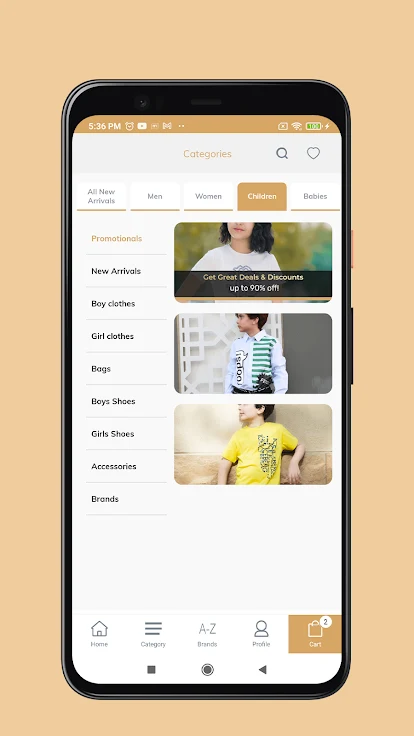 5:36 PM
100
Categories
All New
Arrivals
Men
Women
Children
Babies
Promotionals
New Arrivals
Boy clothes
Girl clothes
Bags
Boys Shoes
Girls Shoes
Accessories
Brands
Get Great Deals & Discounts
up to 90% off!
A-Z
2
Home
Category
Brands
Profile
Cart